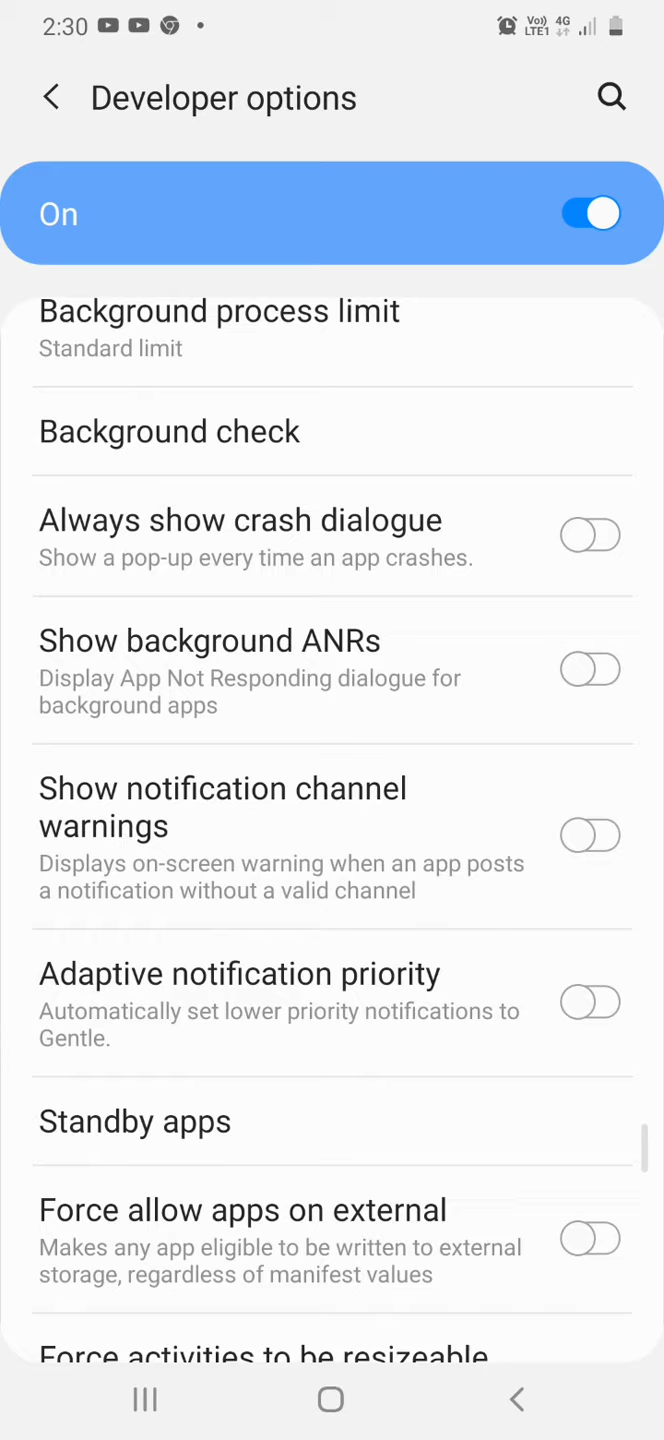 2:30
Vo))
LTE1
4G
Developer options
On
Background process limit
Standard limit
Background check
Always show crash dialogue
Show a pop-up every time an app crashes.
Show background ANRs
Display App Not Responding dialogue for
background apps
Show notification channel
warnings
Displays on-screen warning when an app posts
a notification without a valid channel
Adaptive notification priority
Automatically set lower priority notifications to
Gentle.
Standby apps
Force allow apps on external
Makes any app eligible to be written to external
storage, regardless of manifest values
Force activities to be resizeable